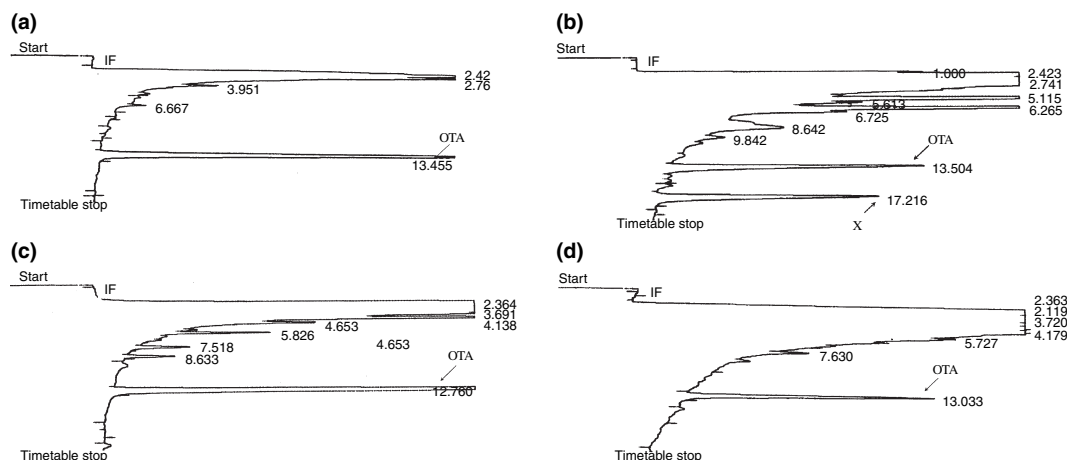 (a)
Start
IF
2.42
2.76
3.951
6.667
OTA
13.455
Timetable stop
(b)
Start
IF
1.000
2.423
2.741
5.115
5.613
6.265
6.725
8.642
9.842
OTA
13.504
17.216
X
Timetable stop
(c)
Start
IF
2.364
3.691
4.138
4.653
5.826
4.653
7.518
8.633
OTA
12.760
Timetable stop
(d)
Start
IF
2.363
2.119
3.720
4.179
5.727
7.630
OTA
13.033
Timetable stop